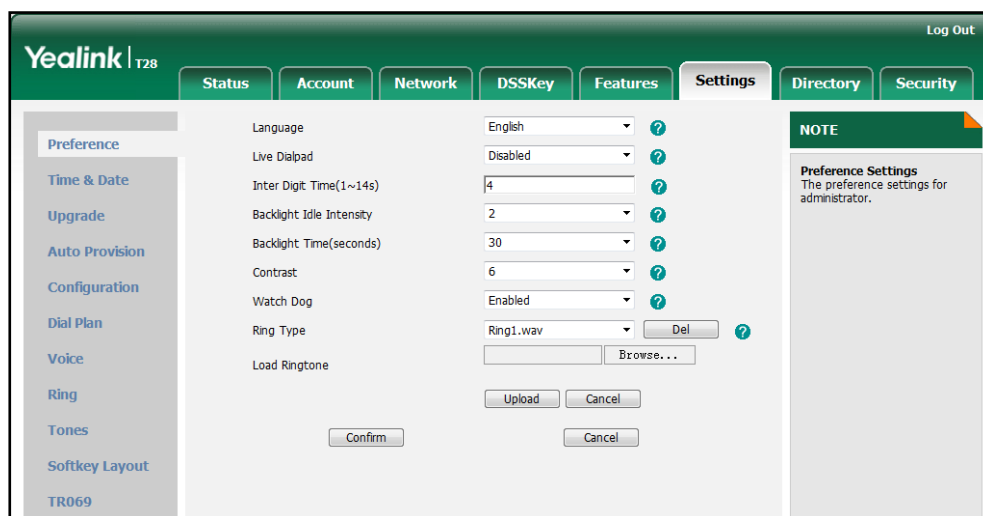 Log Out
Yealink T28
Status Account Network DSSKey Features Settings Directory Security
Preference
Time & Date
Upgrade
Auto Provision
Configuration
Dial Plan
Voice
Ring
Tones
Softkey Layout
TR069
Language English ?
Live Dialpad Disabled ?
Inter Digit Time(1~14s) 4 ?
Backlight Idle Intensity 2 ?
Backlight Time(seconds) 30 ?
Contrast 6 ?
Watch Dog Enabled ?
Ring Type Ring1.wav Del ?
Load Ringtone Browse...
Upload Cancel
Confirm Cancel
NOTE
Preference Settings
The preference settings for
administrator.